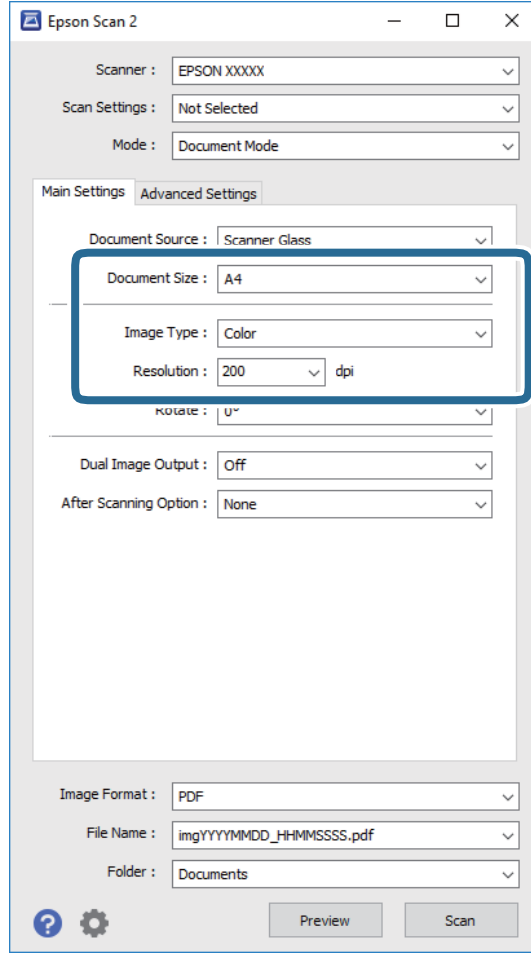 Epson Scan 2
Scanner : EPSON XXXXX
Scan Settings : Not Selected
Mode : Document Mode
Main Settings Advanced Settings
Document Source : Scanner Glass
Document Size : A4
Image Type : Color
Resolution : 200 dpi
Rotate : 0°
Dual Image Output : Off
After Scanning Option : None
Image Format : PDF
File Name : imgYYYYMMDD_HHMMSSSS.pdf
Folder : Documents
? Preview Scan